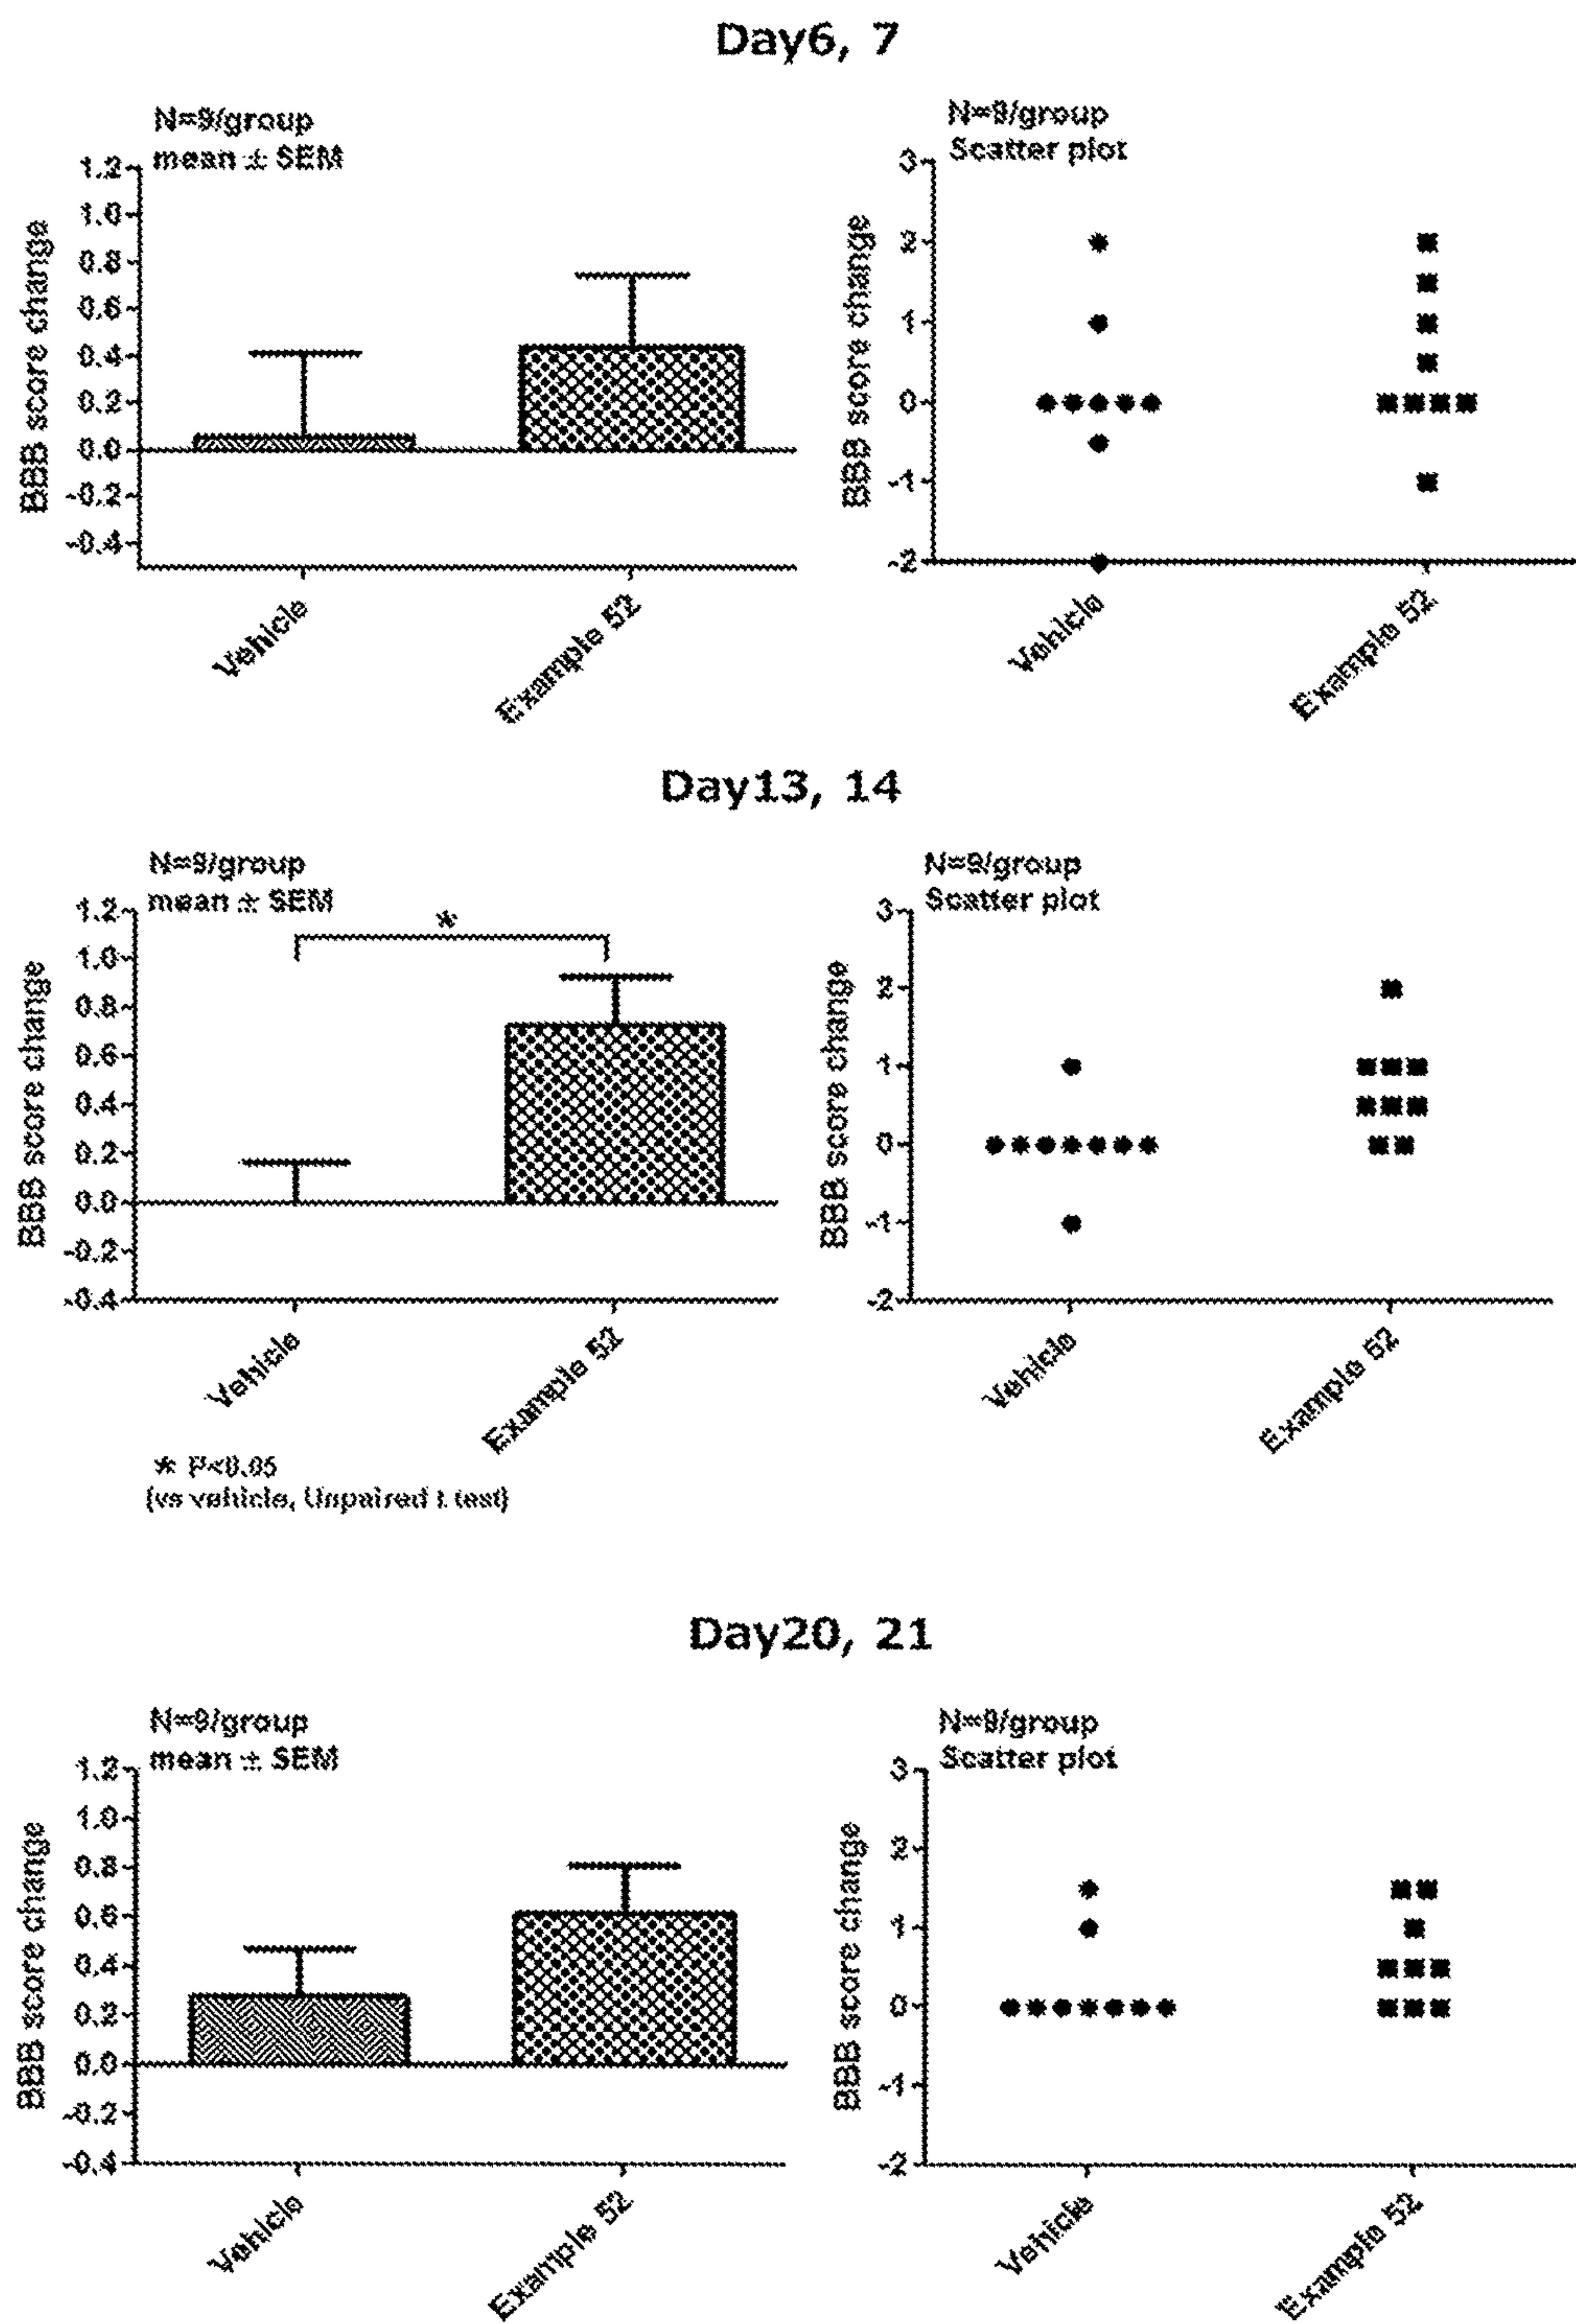 Day6, 7
N=9/group
mean ± SEM
1.2
1.0
0.8
0.6
0.4
0.2
0.0
-0.2
-0.4
BBB score change
Vehicle
Example 52
N=9/group
Scatter plot
3
2
1
0
-1
-2
BBB score change
Vehicle
Example 52
Day13, 14
N=9/group
mean ± SEM
1.2
1.0
0.8
0.6
0.4
0.2
0.0
-0.2
-0.4
BBB score change
*
Vehicle
Example 52
* P<0.05
(vs vehicle, Unpaired t test)
N=9/group
Scatter plot
3
2
1
0
-1
-2
BBB score change
Vehicle
Example 52
Day20, 21
N=9/group
mean ± SEM
1.2
1.0
0.8
0.6
0.4
0.2
0.0
-0.2
-0.4
BBB score change
Vehicle
Example 52
N=9/group
Scatter plot
3
2
1
0
-1
-2
BBB score change
Vehicle
Example 52